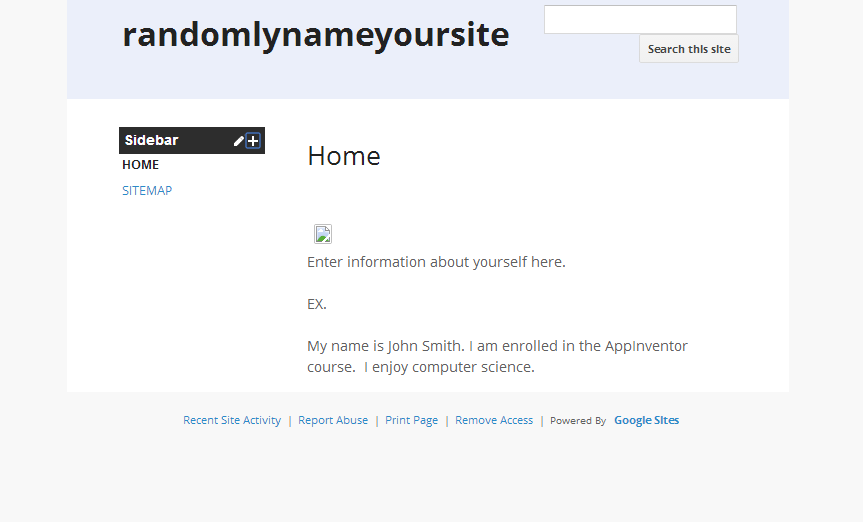 randomlynameyoursite
Search this site
Sidebar
HOME
SITEMAP
Home
Enter information about yourself here.
EX.
My name is John Smith. I am enrolled in the AppInventor
course.  I enjoy computer science.
Recent Site Activity | Report Abuse | Print Page | Remove Access | Powered By Google Sites